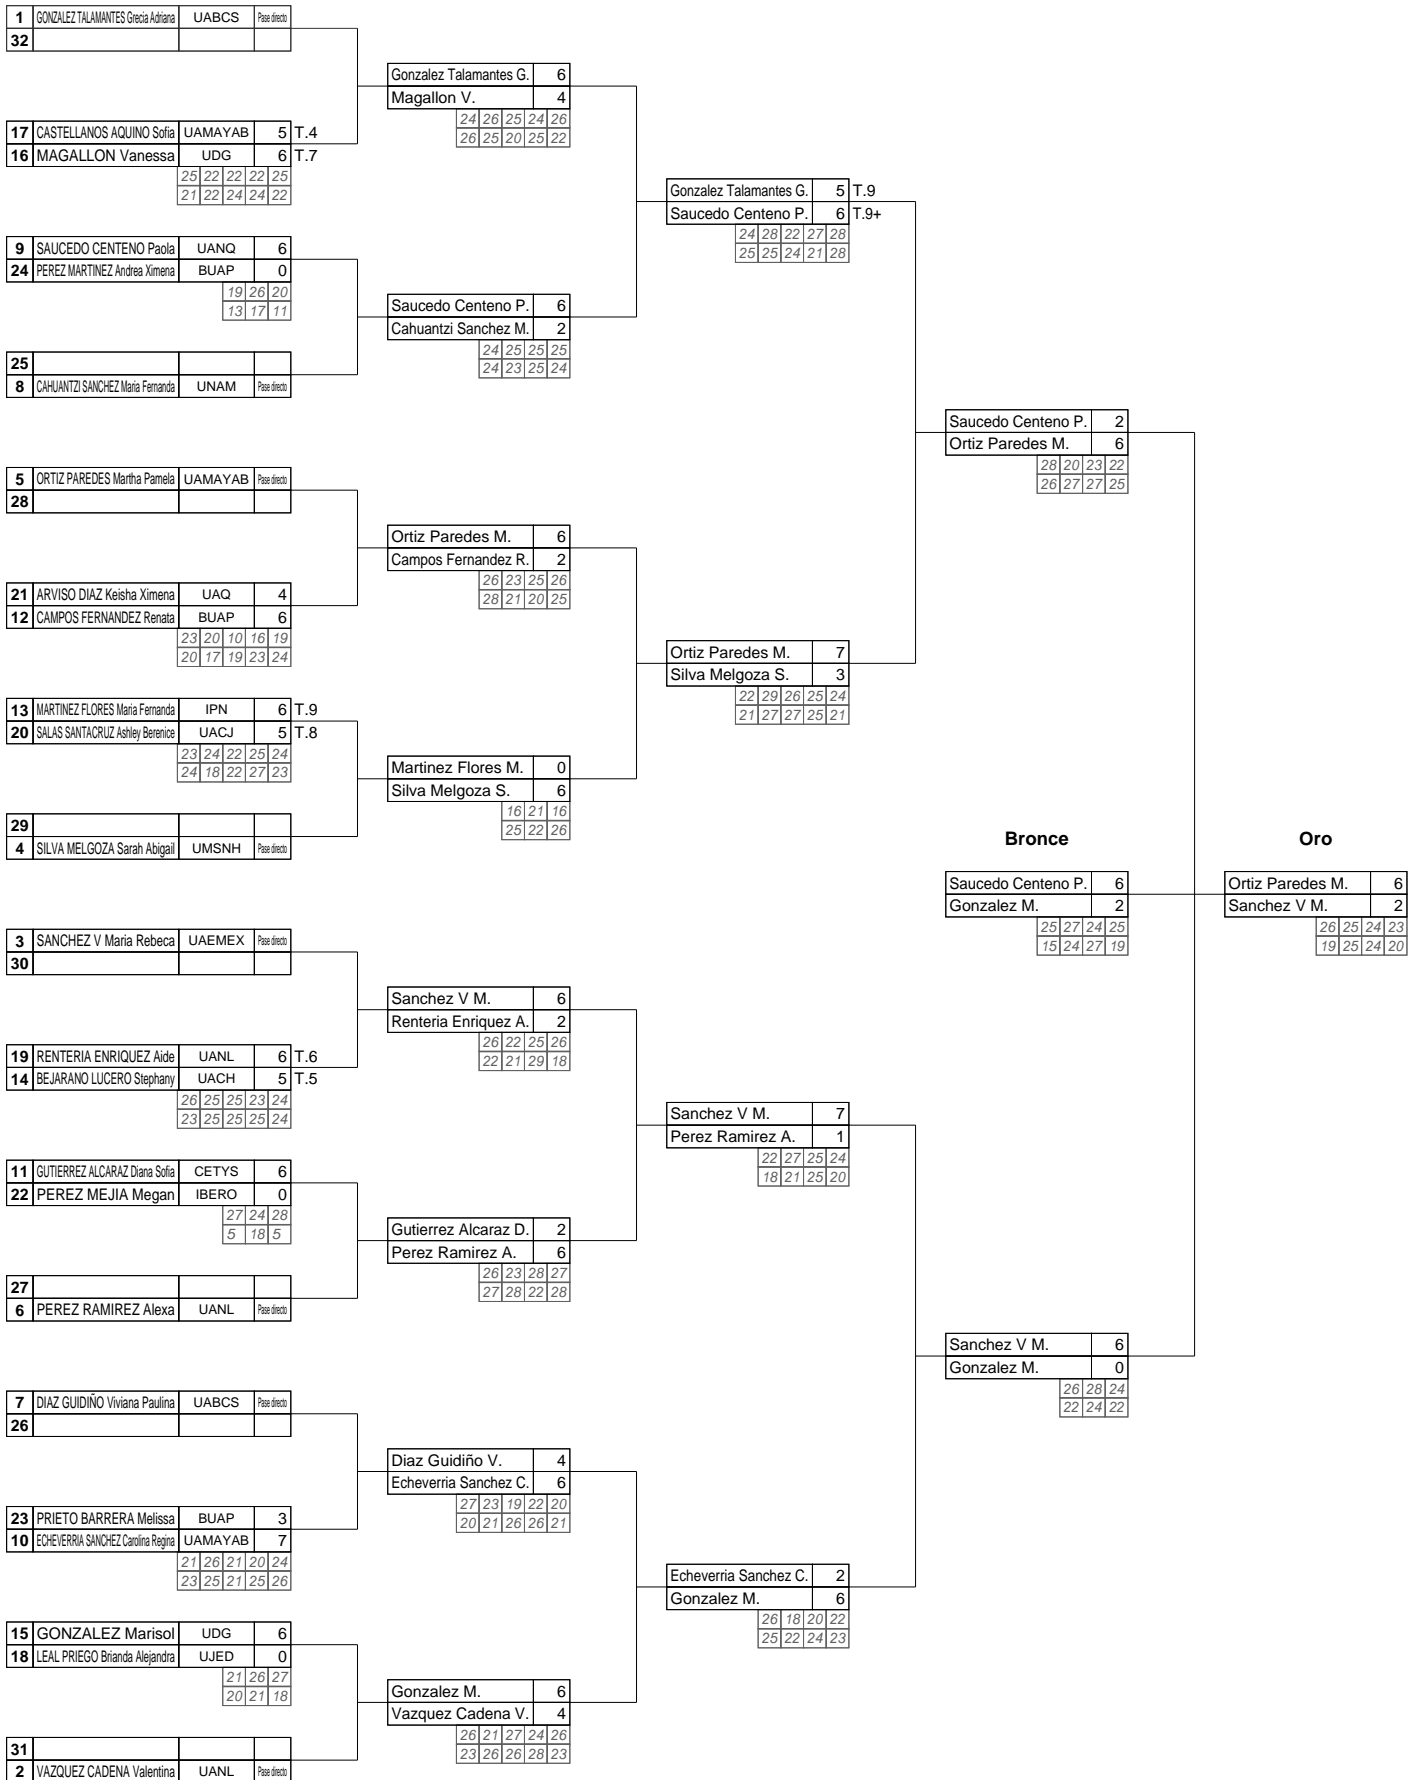 1 GONZALEZ TALAMANTES Grecia Adriana UABCS Pase directo
32
Gonzalez Talamantes G. 6
Magallon V. 4
24 26 25 24 26
26 25 20 25 22
17 CASTELLANOS AQUINO Sofia UAMAYAB 5 T.4
16 MAGALLON Vanessa UDG 6 T.7
25 22 22 22 25
21 22 24 24 22
Gonzalez Talamantes G. 5 T.9
Saucedo Centeno P. 6 T.9+
24 28 22 27 28
25 25 24 21 28
9 SAUCEDO CENTENO Paola UANQ 6
24 PEREZ MARTINEZ Andrea Ximena BUAP 0
19 26 20
13 17 11
Saucedo Centeno P. 6
Cahuantzi Sanchez M. 2
24 25 25 25
24 23 25 24
25
8 CAHUANTZI SANCHEZ Maria Fernanda UNAM Pase directo
Saucedo Centeno P. 2
Ortiz Paredes M. 6
28 20 23 22
26 27 27 25
5 ORTIZ PAREDES Martha Pamela UAMAYAB Pase directo
28
Ortiz Paredes M. 6
Campos Fernandez R. 2
26 23 25 26
28 21 20 25
21 ARVISO DIAZ Keisha Ximena UAQ 4
12 CAMPOS FERNANDEZ Renata BUAP 6
23 20 10 16 19
20 17 19 23 24
Ortiz Paredes M. 7
Silva Melgoza S. 3
22 29 26 25 24
21 27 27 25 21
13 MARTINEZ FLORES Maria Fernanda IPN 6 T.9
20 SALAS SANTACRUZ Ashley Berenice UACJ 5 T.8
23 24 22 25 24
24 18 22 27 23
Martinez Flores M. 0
Silva Melgoza S. 6
16 21 16
25 22 26
29
4 SILVA MELGOZA Sarah Abigail UMSNH Pase directo
Bronce Oro
Saucedo Centeno P. 6
Gonzalez M. 2
25 27 24 25
15 24 27 19
Ortiz Paredes M. 6
Sanchez V M. 2
26 25 24 23
19 25 24 20
3 SANCHEZ V Maria Rebeca UAEMEX Pase directo
30
Sanchez V M. 6
Renteria Enriquez A. 2
26 22 25 26
22 21 29 18
19 RENTERIA ENRIQUEZ Aide UANL 6 T.6
14 BEJARANO LUCERO Stephany UACH 5 T.5
26 25 25 23 24
23 25 25 25 24
Sanchez V M. 7
Perez Ramirez A. 1
22 27 25 24
18 21 25 20
11 GUTIERREZ ALCARAZ Diana Sofia CETYS 6
22 PEREZ MEJIA Megan IBERO 0
27 24 28
5 18 5
Gutierrez Alcaraz D. 2
Perez Ramirez A. 6
26 23 28 27
27 28 22 28
27
6 PEREZ RAMIREZ Alexa UANL Pase directo
Sanchez V M. 6
Gonzalez M. 0
26 28 24
22 24 22
7 DIAZ GUIDIÑO Viviana Paulina UABCS Pase directo
26
Diaz Guidiño V. 4
Echeverria Sanchez C. 6
27 23 19 22 20
20 21 26 26 21
23 PRIETO BARRERA Melissa BUAP 3
10 ECHEVERRIA SANCHEZ Carolina Regina UAMAYAB 7
21 26 21 20 24
23 25 21 25 26
Echeverria Sanchez C. 2
Gonzalez M. 6
26 18 20 22
25 22 24 23
15 GONZALEZ Marisol UDG 6
18 LEAL PRIEGO Brianda Alejandra UJED 0
21 26 27
20 21 18
Gonzalez M. 6
Vazquez Cadena V. 4
26 21 27 24 26
23 26 26 28 23
31
2 VAZQUEZ CADENA Valentina UANL Pase directo